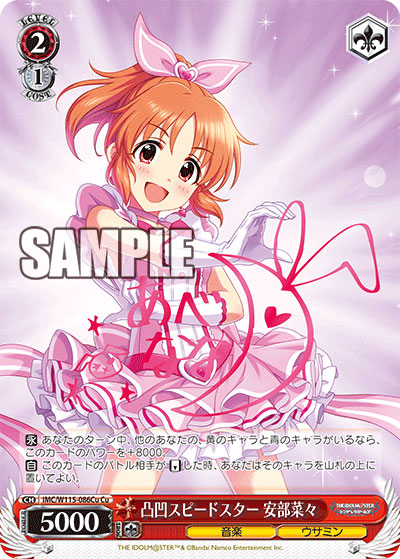 LEVEL
2
1
COST
SAMPLE
あべ
なな
永 あなたのターン中、他のあなたの、黄のキャラと青のキャラがいるなら、
このカードのパワーを+8000。
自 このカードのバトル相手が【リバース】した時、あなたはそのキャラを山札の上に
置いてよい。
CH IMC/W115-086CuCu
5000
凸凹スピードスター 安部菜々
音楽
ウサミン
THE IDOLM@STER™& ©Bandai Namco Entertainment Inc.